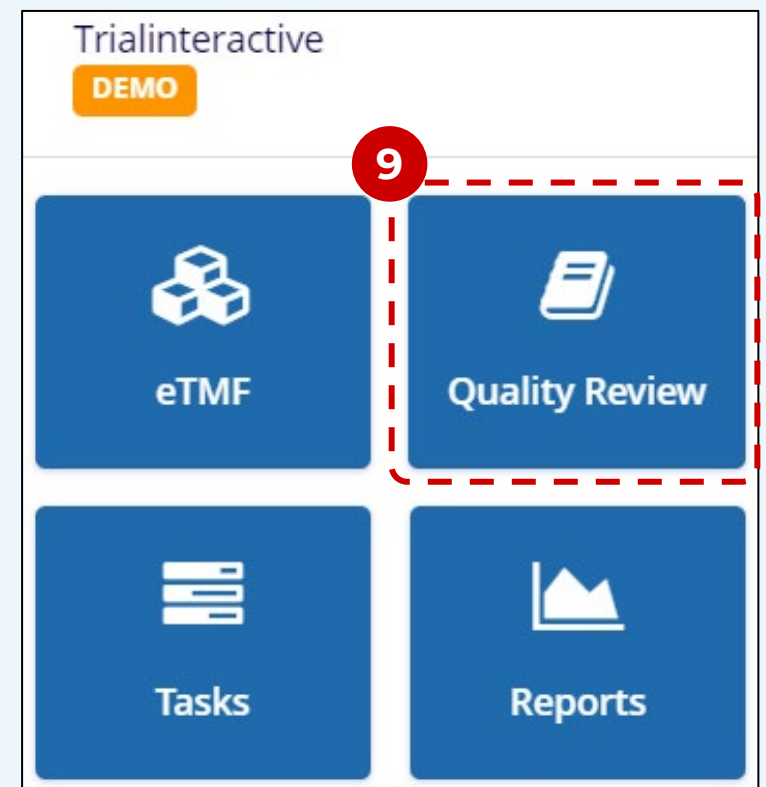 Trialinteractive
DEMO
9
eTMF
Quality Review
Tasks
Reports